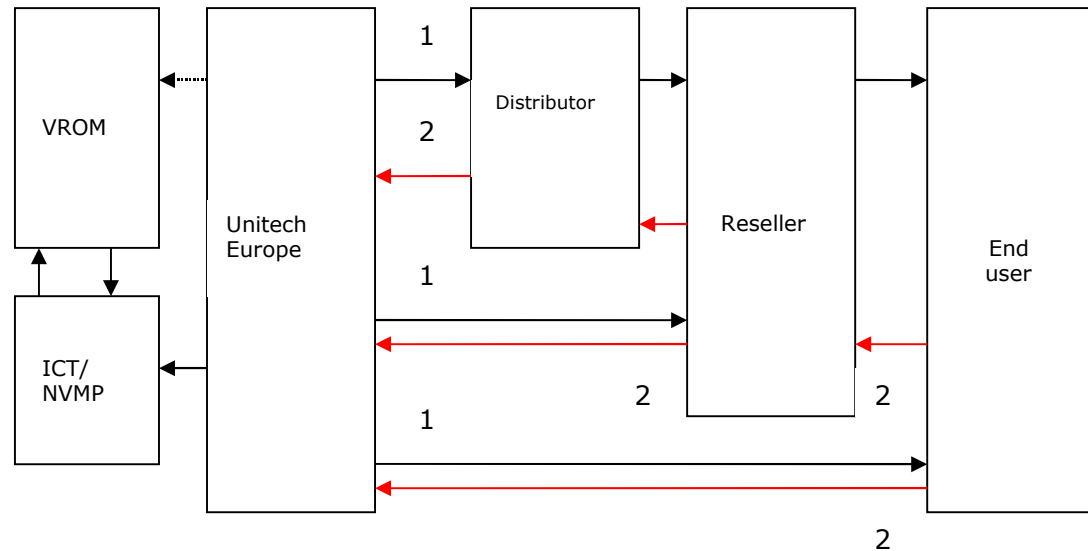 1
Distributor
2
VROM
Unitech
Europe
Reseller
End
user
1
ICT/
NVMP
2
2
1
2